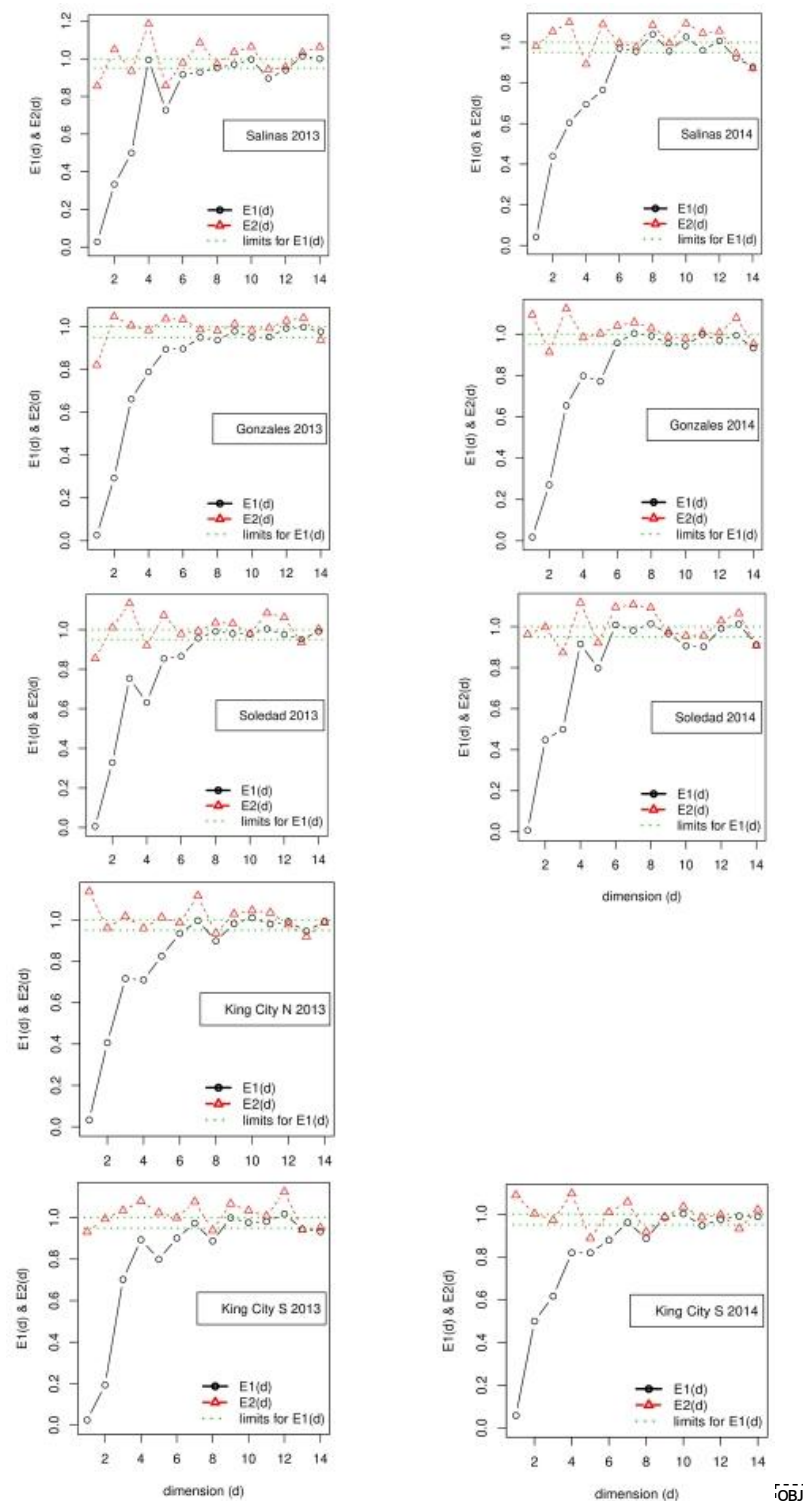 E1(d) & E2(d)
1.2
1.0
0.8
0.6
0.4
0.2
0.0
Salinas 2013
E1(d)
E2(d)
limits for E1(d)
2 4 6 8 10 12 14
E1(d) & E2(d)
1.0
0.8
0.6
0.4
0.2
0.0
Salinas 2014
E1(d)
E2(d)
limits for E1(d)
2 4 6 8 10 12 14
E1(d) & E2(d)
1.0
0.8
0.6
0.4
0.2
0.0
Gonzales 2013
E1(d)
E2(d)
limits for E1(d)
2 4 6 8 10 12 14
E1(d) & E2(d)
1.0
0.8
0.6
0.4
0.2
0.0
Gonzales 2014
E1(d)
E2(d)
limits for E1(d)
2 4 6 8 10 12 14
E1(d) & E2(d)
1.0
0.8
0.6
0.4
0.2
0.0
Soledad 2013
E1(d)
E2(d)
limits for E1(d)
2 4 6 8 10 12 14
E1(d) & E2(d)
1.0
0.8
0.6
0.4
0.2
0.0
Soledad 2014
E1(d)
E2(d)
limits for E1(d)
2 4 6 8 10 12 14
dimension (d)
E1(d) & E2(d)
1.0
0.8
0.6
0.4
0.2
0.0
King City N 2013
E1(d)
E2(d)
limits for E1(d)
2 4 6 8 10 12 14
E1(d) & E2(d)
1.0
0.8
0.6
0.4
0.2
0.0
King City S 2013
E1(d)
E2(d)
limits for E1(d)
2 4 6 8 10 12 14
dimension (d)
E1(d) & E2(d)
1.0
0.8
0.6
0.4
0.2
0.0
King City S 2014
E1(d)
E2(d)
limits for E1(d)
2 4 6 8 10 12 14
dimension (d)
OBJ